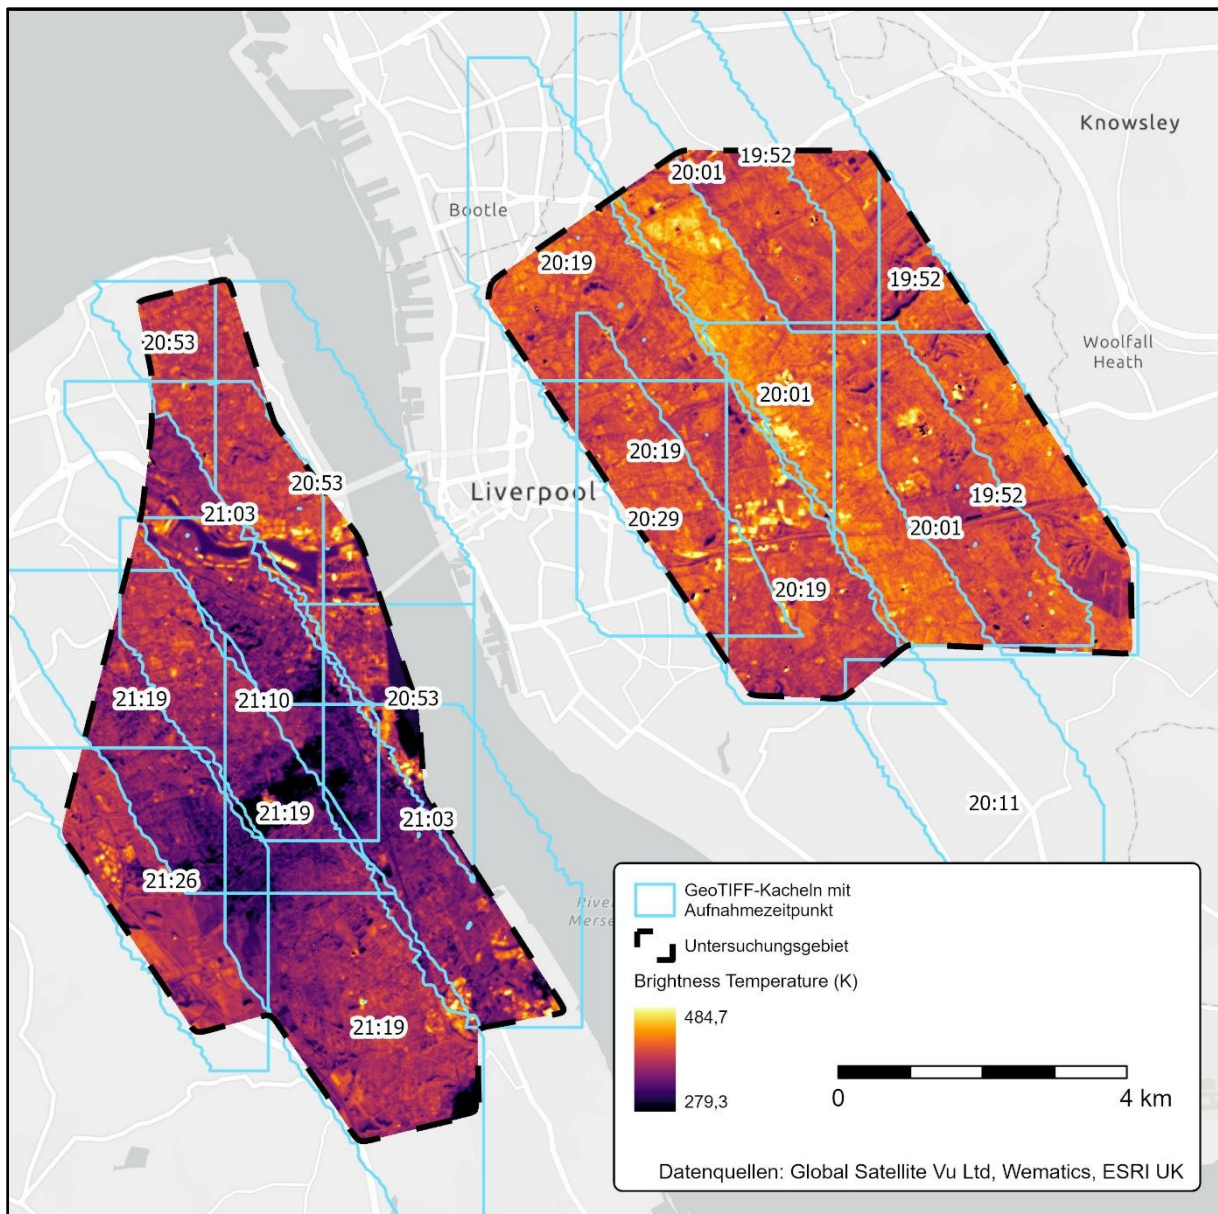 Knowsley
19:52
20:01
Bootle
20:19
19:52
20:53
Woolfall
Heath
20:01
20:19
20:53
Liverpool
19:52
21:03
20:29
20:01
20:19
21:19
21:10
20:53
21:19
21:03
20:11
21:26
River
Mersey
21:19
GeoTIFF-Kacheln mit
Aufnahmezeitpunkt
Untersuchungsgebiet
Brightness Temperature (K)
484,7
279,3
0
4 km
Datenquellen: Global Satellite Vu Ltd, Wematics, ESRI UK